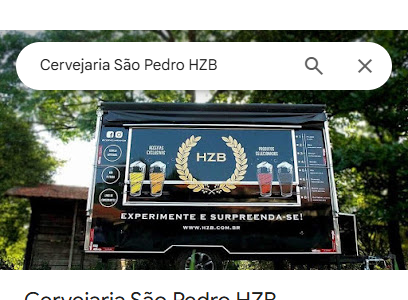 Cervejaria São Pedro HZB
RECEITAS
EXCLUSIVAS
HZB
PRODUTOS
SELECIONADOS
EXPERIMENTE E SURPREENDA-SE!
WWW.HZB.COM.BR
Cervejaria São Pedro HZB